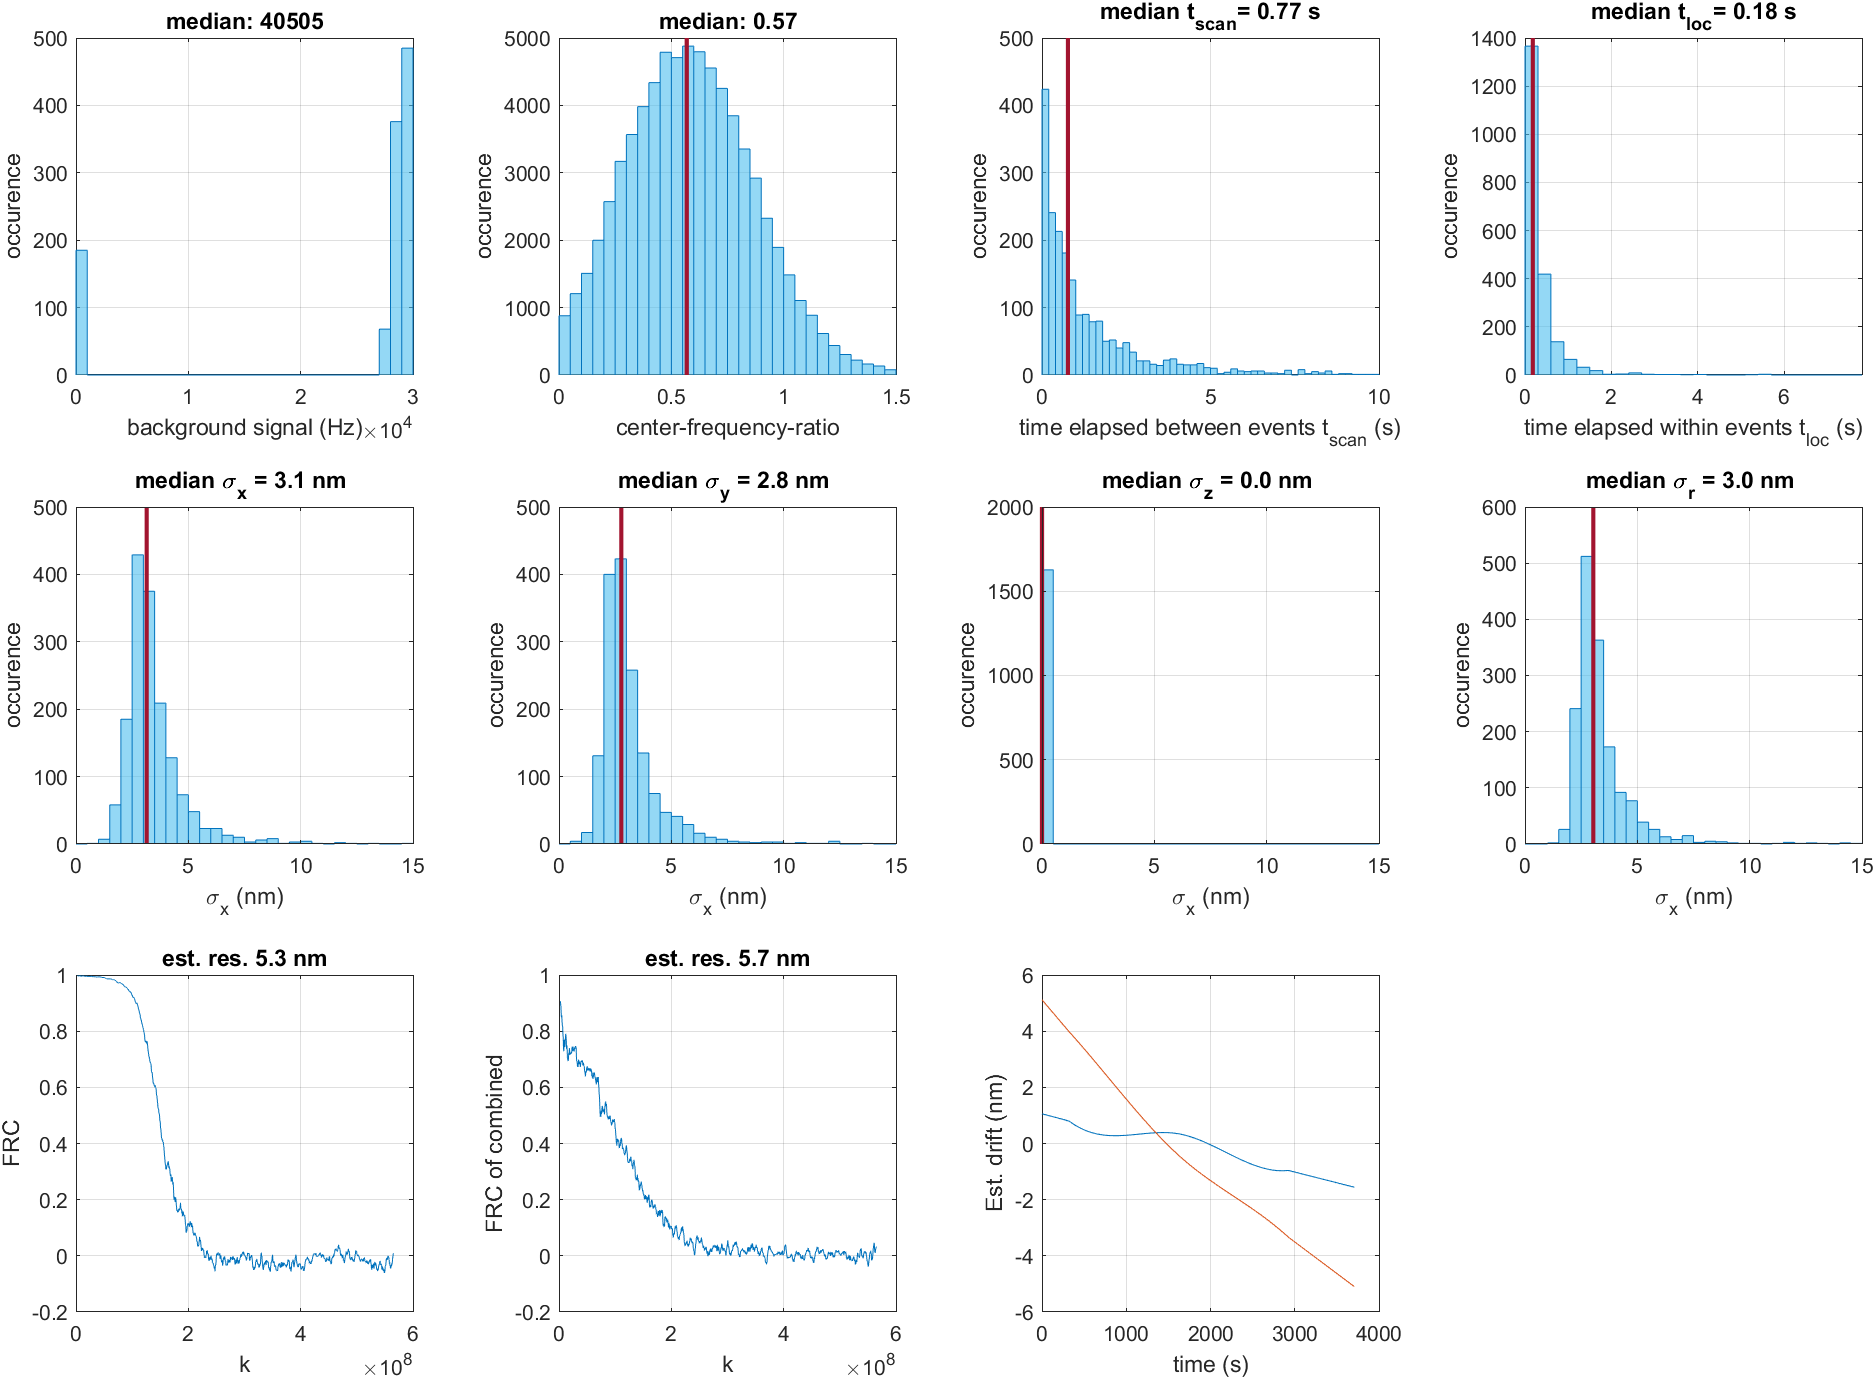 median: 40505
500
400
300
200
100
0
occurence
0 1 2 3
background signal (Hz) ×10⁴
median: 0.57
5000
4000
3000
2000
1000
0
occurence
0 0.5 1 1.5
center-frequency-ratio
median t_scan = 0.77 s
500
400
300
200
100
0
occurence
0 5 10
time elapsed between events t_scan (s)
median t_loc = 0.18 s
1400
1200
1000
800
600
400
200
0
occurence
0 2 4 6
time elapsed within events t_loc (s)
median σ_x = 3.1 nm
500
400
300
200
100
0
occurence
0 5 10 15
σ_x (nm)
median σ_y = 2.8 nm
500
400
300
200
100
0
occurence
0 5 10 15
σ_x (nm)
median σ_z = 0.0 nm
2000
1500
1000
500
0
occurence
0 5 10 15
σ_x (nm)
median σ_r = 3.0 nm
600
500
400
300
200
100
0
occurence
0 5 10 15
σ_x (nm)
est. res. 5.3 nm
1
0.8
0.6
0.4
0.2
0
-0.2
FRC
0 2 4 6
k ×10⁸
est. res. 5.7 nm
1
0.8
0.6
0.4
0.2
0
-0.2
FRC of combined
0 2 4 6
k ×10⁸
6
4
2
0
-2
-4
-6
Est. drift (nm)
0 1000 2000 3000 4000
time (s)